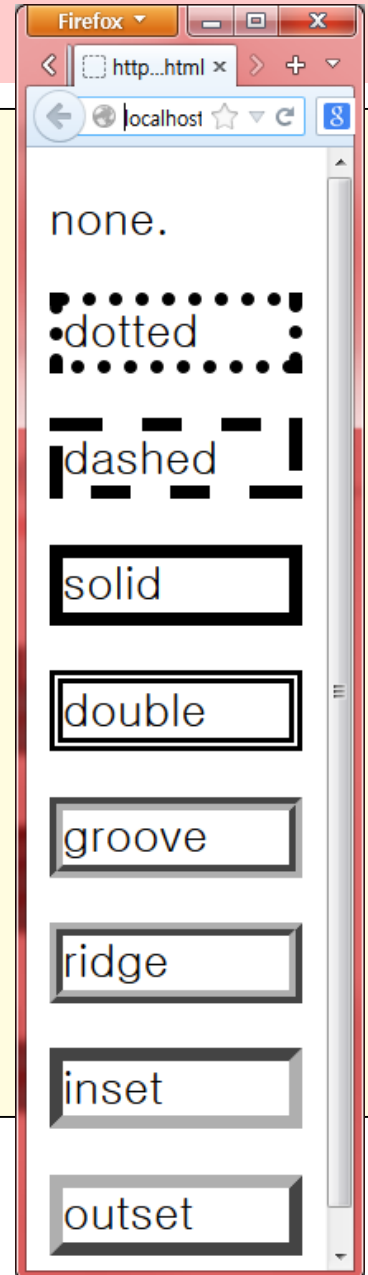 Firefox
http...html
localhost
none.
dotted
dashed
solid
double
groove
ridge
inset
outset